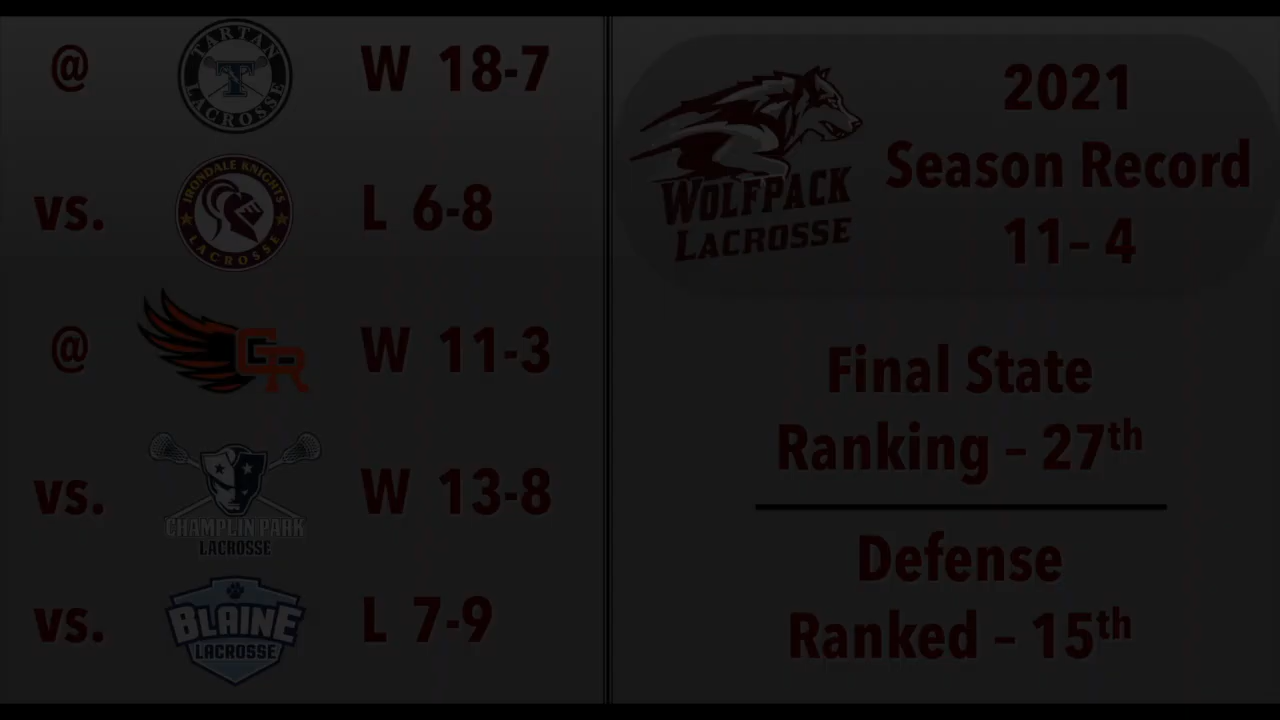 @ TARTAN LACROSSE T W 18-7
vs. IRONDALE KNIGHTS LACROSSE L 6-8
@ GR W 11-3
vs. CHAMPLIN PARK LACROSSE W 13-8
vs. BLAINE LACROSSE L 7-9
WOLFPACK
LACROSSE
2021
Season Record
11– 4
Final State
Ranking – 27th
Defense
Ranked – 15th